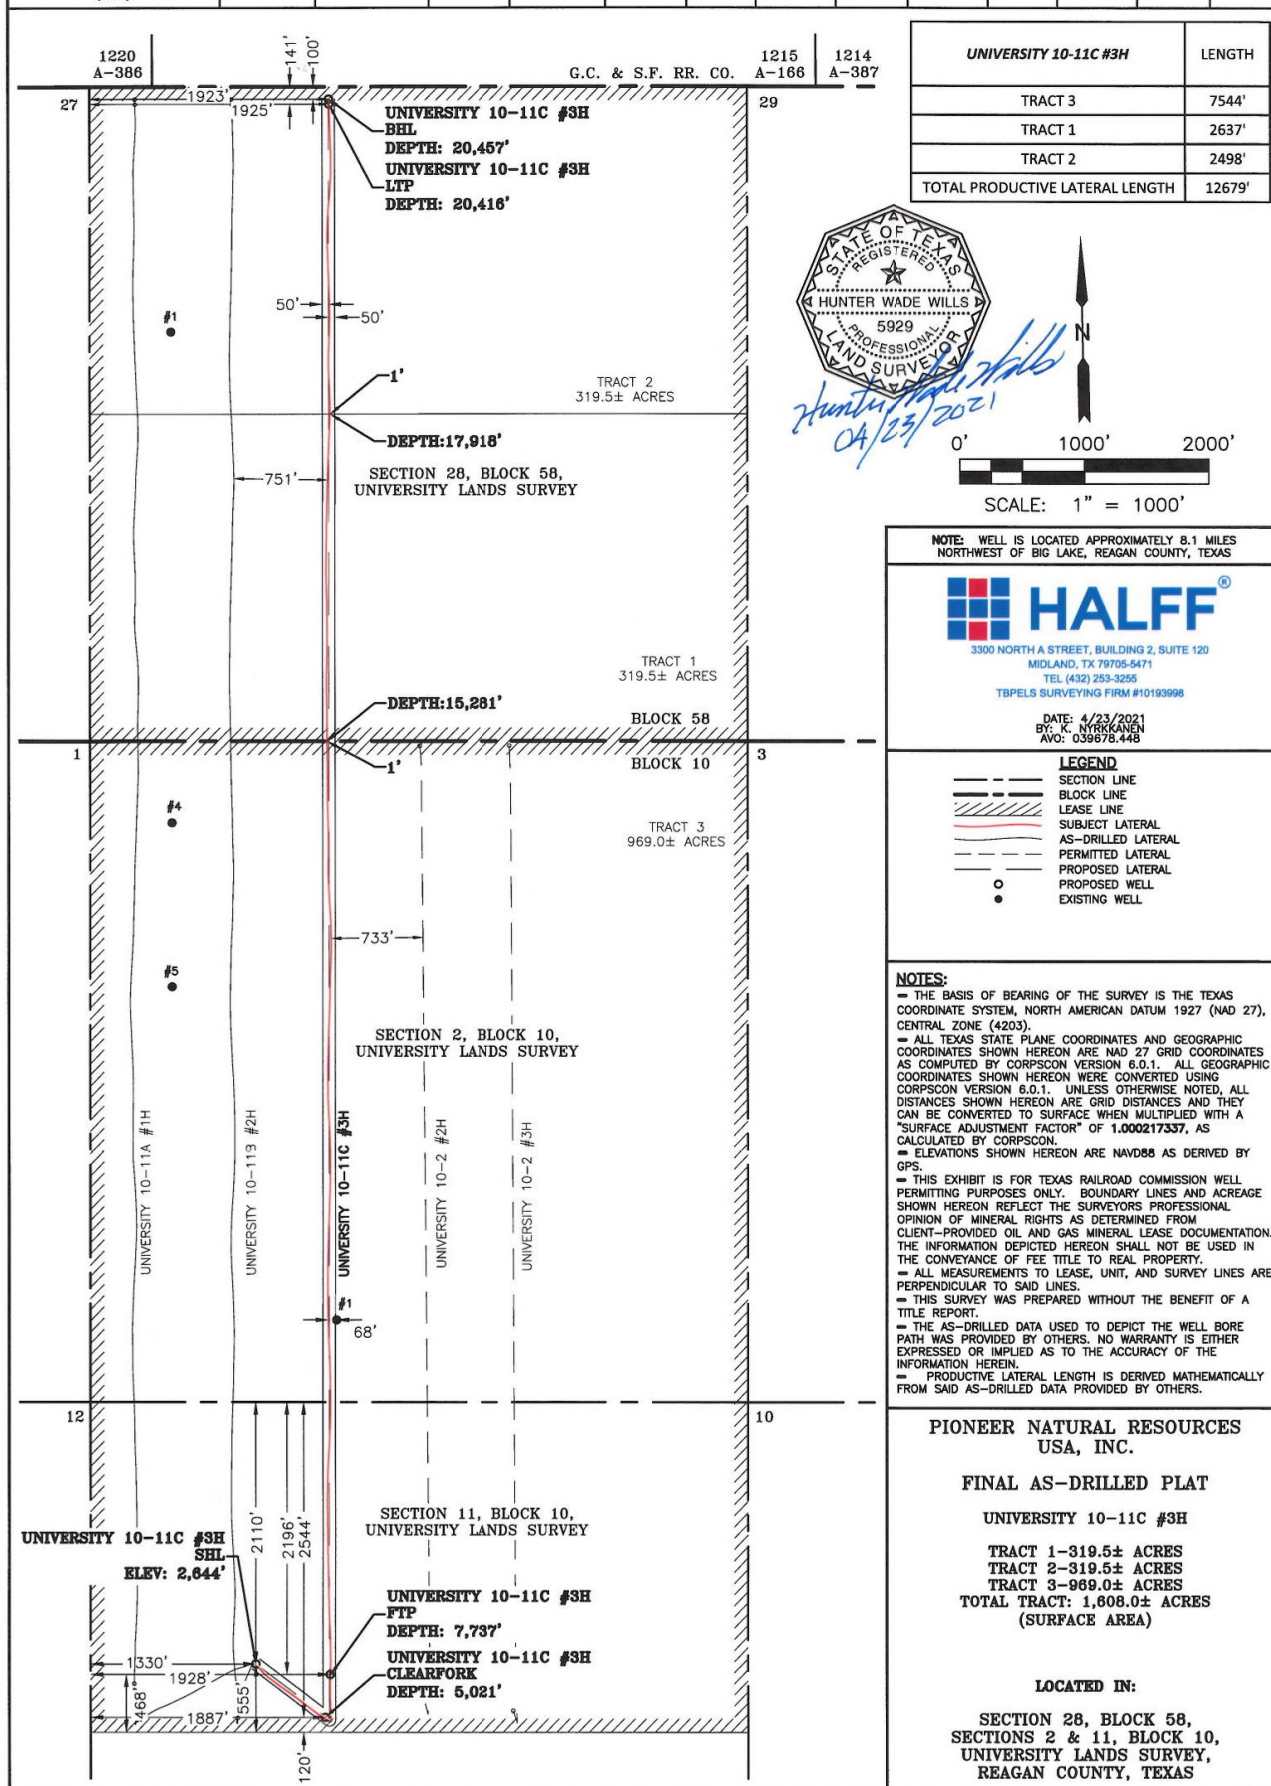 1220
A-386
141'
100'
G.C. & S.F. RR. CO.
1215
A-166
1214
A-387
27
1923'
1925'
29
UNIVERSITY 10-11C #3H
BHL
DEPTH: 20,457'
UNIVERSITY 10-11C #3H
LTP
DEPTH: 20,416'
50'
50'
#1
1'
TRACT 2
319.5± ACRES
DEPTH:17,918'
751'
SECTION 28, BLOCK 58,
UNIVERSITY LANDS SURVEY
TRACT 1
319.5± ACRES
DEPTH:15,281'
BLOCK 58
1
1'
BLOCK 10
3
#4
TRACT 3
969.0± ACRES
733'
#5
SECTION 2, BLOCK 10,
UNIVERSITY LANDS SURVEY
UNIVERSITY 10-11A #1H
UNIVERSITY 10-11B #2H
UNIVERSITY 10-11C #3H
UNIVERSITY 10-2 #2H
UNIVERSITY 10-2 #3H
#1
68'
12
10
2110'
2196'
2544'
SECTION 11, BLOCK 10,
UNIVERSITY LANDS SURVEY
UNIVERSITY 10-11C #3H
SHL
ELEV: 2,644'
UNIVERSITY 10-11C #3H
FTP
DEPTH: 7,737'
UNIVERSITY 10-11C #3H
CLEARFORK
DEPTH: 5,021'
1330'
1928'
468'
555'
1887'
120'
UNIVERSITY 10-11C #3H LENGTH
TRACT 3 7544'
TRACT 1 2637'
TRACT 2 2498'
TOTAL PRODUCTIVE LATERAL LENGTH 12679'
STATE OF TEXAS
REGISTERED
HUNTER WADE WILLS
5929
PROFESSIONAL
LAND SURVEYOR
Hunter Wade Wills
04/23/2021
N
0' 1000' 2000'
SCALE: 1" = 1000'
NOTE: WELL IS LOCATED APPROXIMATELY 8.1 MILES
NORTHWEST OF BIG LAKE, REAGAN COUNTY, TEXAS
HALFF®
3300 NORTH A STREET, BUILDING 2, SUITE 120
MIDLAND, TX 79705-5471
TEL (432) 253-3255
TBPELS SURVEYING FIRM #10193998
DATE: 4/23/2021
BY: K. NYRKKANEN
AVO: 039678.448
LEGEND
SECTION LINE
BLOCK LINE
LEASE LINE
SUBJECT LATERAL
AS-DRILLED LATERAL
PERMITTED LATERAL
PROPOSED LATERAL
PROPOSED WELL
EXISTING WELL
NOTES:
- THE BASIS OF BEARING OF THE SURVEY IS THE TEXAS
COORDINATE SYSTEM, NORTH AMERICAN DATUM 1927 (NAD 27),
CENTRAL ZONE (4203).
- ALL TEXAS STATE PLANE COORDINATES AND GEOGRAPHIC
COORDINATES SHOWN HEREON ARE NAD 27 GRID COORDINATES
AS COMPUTED BY CORPSCON VERSION 6.0.1. ALL GEOGRAPHIC
COORDINATES SHOWN HEREON WERE CONVERTED USING
CORPSCON VERSION 6.0.1. UNLESS OTHERWISE NOTED, ALL
DISTANCES SHOWN HEREON ARE GRID DISTANCES AND THEY
CAN BE CONVERTED TO SURFACE WHEN MULTIPLIED WITH A
"SURFACE ADJUSTMENT FACTOR" OF 1.000217337, AS
CALCULATED BY CORPSCON.
- ELEVATIONS SHOWN HEREON ARE NAVD88 AS DERIVED BY
GPS.
- THIS EXHIBIT IS FOR TEXAS RAILROAD COMMISSION WELL
PERMITTING PURPOSES ONLY. BOUNDARY LINES AND ACREAGE
SHOWN HEREON REFLECT THE SURVEYORS PROFESSIONAL
OPINION OF MINERAL RIGHTS AS DETERMINED FROM
CLIENT-PROVIDED OIL AND GAS MINERAL LEASE DOCUMENTATION.
THE INFORMATION DEPICTED HEREON SHALL NOT BE USED IN
THE CONVEYANCE OF FEE TITLE TO REAL PROPERTY.
- ALL MEASUREMENTS TO LEASE, UNIT, AND SURVEY LINES ARE
PERPENDICULAR TO SAID LINES.
- THIS SURVEY WAS PREPARED WITHOUT THE BENEFIT OF A
TITLE REPORT.
- THE AS-DRILLED DATA USED TO DEPICT THE WELL BORE
PATH WAS PROVIDED BY OTHERS. NO WARRANTY IS EITHER
EXPRESSED OR IMPLIED AS TO THE ACCURACY OF THE
INFORMATION HEREIN.
- PRODUCTIVE LATERAL LENGTH IS DERIVED MATHEMATICALLY
FROM SAID AS-DRILLED DATA PROVIDED BY OTHERS.
PIONEER NATURAL RESOURCES
USA, INC.
FINAL AS-DRILLED PLAT
UNIVERSITY 10-11C #3H
TRACT 1-319.5± ACRES
TRACT 2-319.5± ACRES
TRACT 3-969.0± ACRES
TOTAL TRACT: 1,608.0± ACRES
(SURFACE AREA)
LOCATED IN:
SECTION 28, BLOCK 58,
SECTIONS 2 & 11, BLOCK 10,
UNIVERSITY LANDS SURVEY,
REAGAN COUNTY, TEXAS